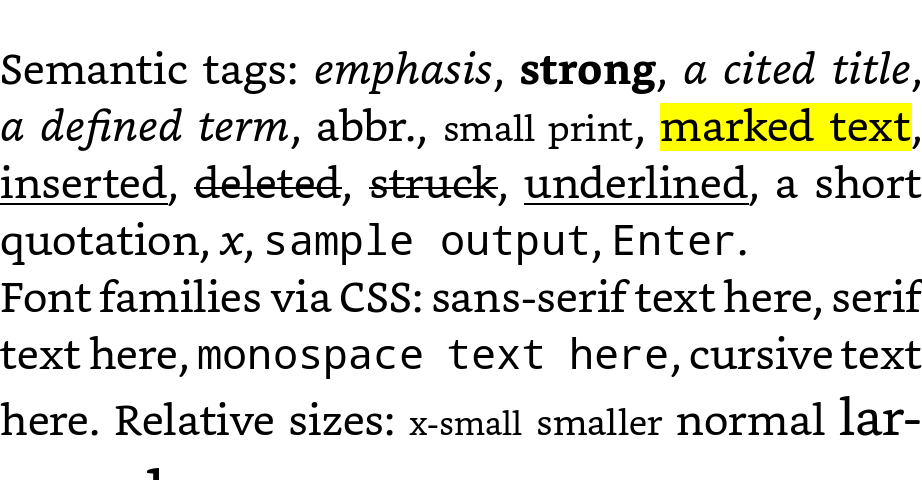 Semantic tags: emphasis, strong, a cited title,
a defined term, abbr., small print, marked text,
inserted, deleted, struck, underlined, a short
quotation, x, sample output, Enter.
Font families via CSS: sans-serif text here, serif
text here, monospace text here, cursive text
here. Relative sizes: x-small smaller normal lar-